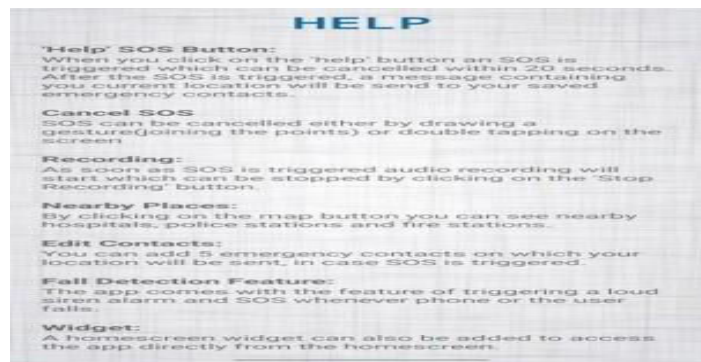 HELP
'Help' SOS Button:
When you click on the 'help' button an SOS is
triggered which can be cancelled within 20 seconds.
After the SOS is triggered, a message containing
you current location will be send to your saved
emergency contacts.
Cancel SOS
SOS can be cancelled either by drawing a
gesture(joining the points) or double tapping on the
screen
Recording:
As soon as SOS is triggered audio recording will
start which can be stopped by clicking on the 'Stop
Recording' button.
Nearby Places:
By clicking on the map button you can see nearby
hospitals, police stations and fire stations.
Edit Contacts:
You can add 5 emergency contacts on which your
location will be sent, in case SOS is triggered.
Fall Detection Feature:
The app comes with the feature of triggering a loud
siren alarm and SOS whenever phone or the user
falls.
Widget:
A homescreen widget can also be added to access
the app directly from the homescreen.